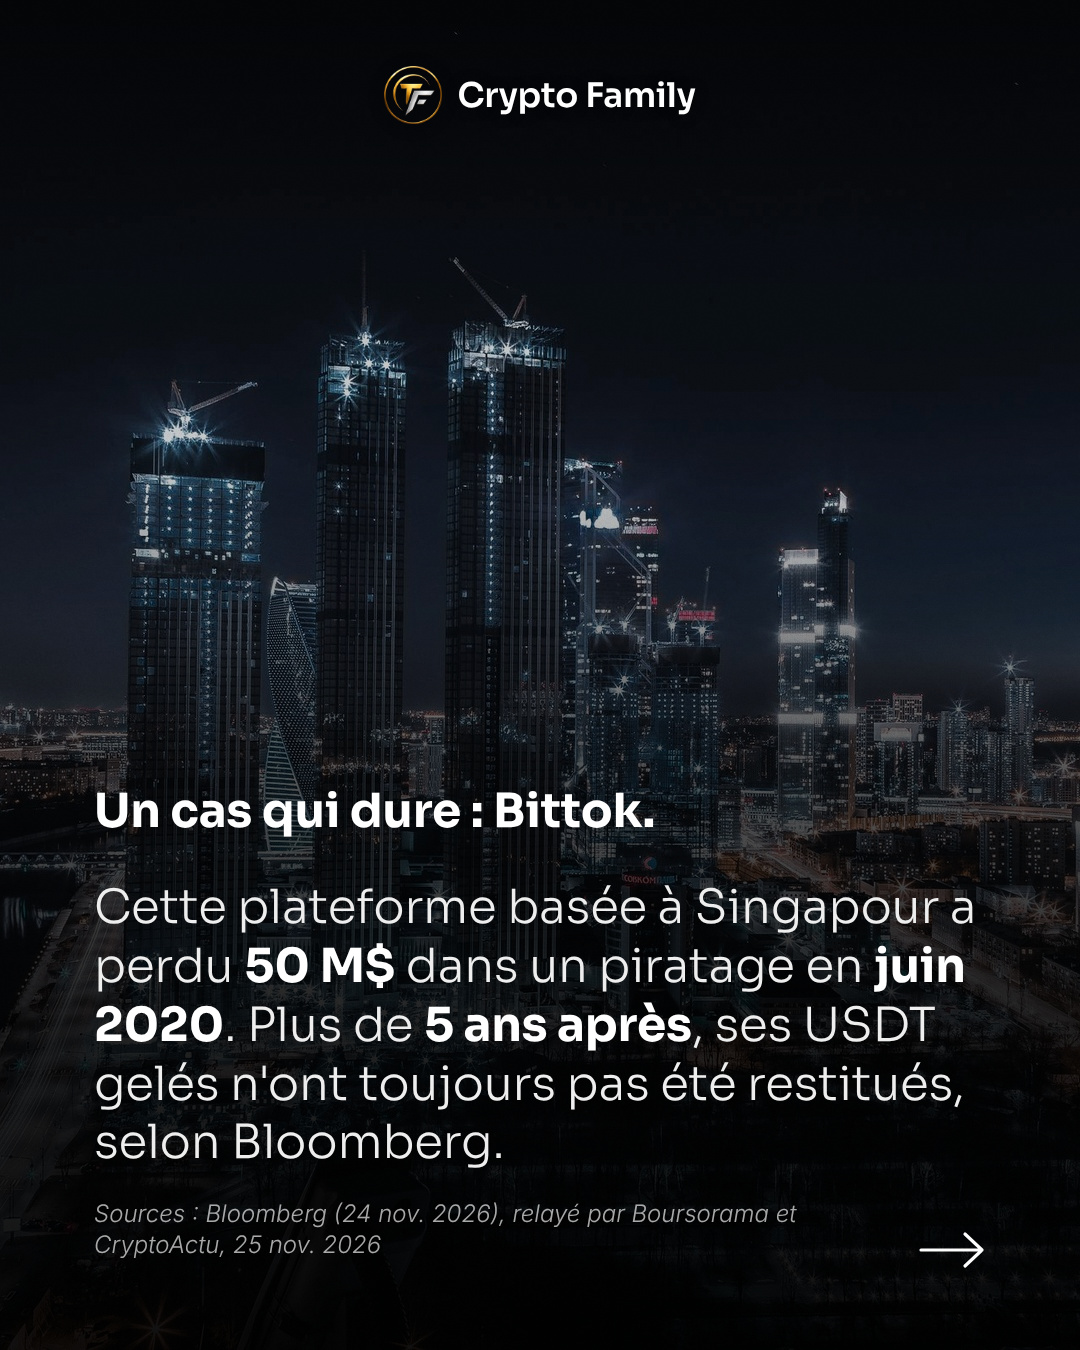 Crypto Family
Un cas qui dure : Bittok.
Cette plateforme basée à Singapour a
perdu 50 M$ dans un piratage en juin
2020. Plus de 5 ans après, ses USDT
gelés n'ont toujours pas été restitués,
selon Bloomberg.
Sources : Bloomberg (24 nov. 2026), relayé par Boursorama et
CryptoActu, 25 nov. 2026